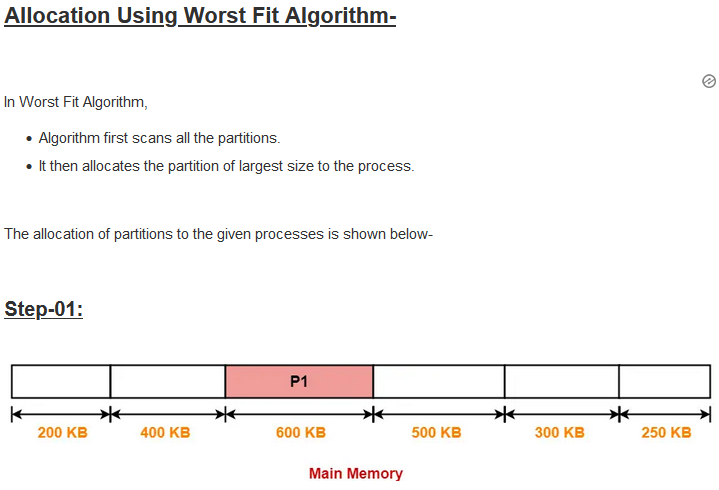 Allocation Using Worst Fit Algorithm-
In Worst Fit Algorithm,
• Algorithm first scans all the partitions.
• It then allocates the partition of largest size to the process.
The allocation of partitions to the given processes is shown below-
Step-01:
P1
200 KB 400 KB 600 KB 500 KB 300 KB 250 KB
Main Memory